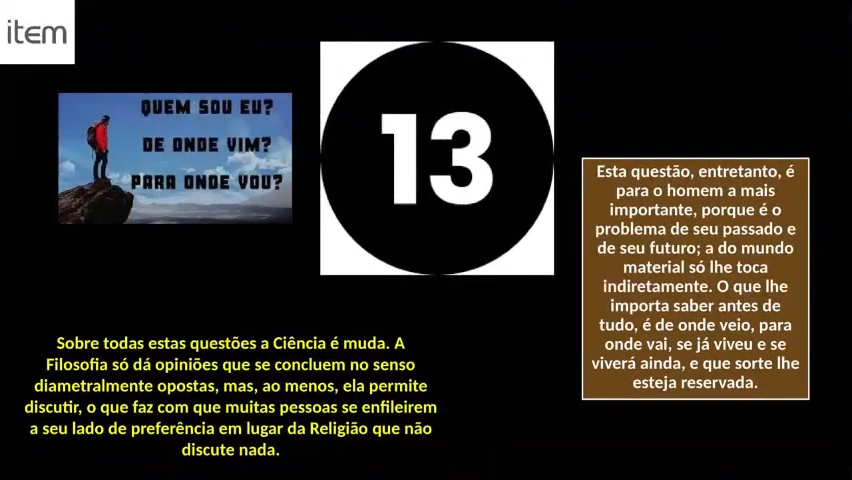 item
QUEM SOU EU?
DE ONDE VIM?
PARA ONDE VOU?
13
Esta questão, entretanto, é
para o homem a mais
importante, porque é o
problema de seu passado e
de seu futuro; a do mundo
material só lhe toca
indiretamente. O que lhe
importa saber antes de
tudo, é de onde veio, para
onde vai, se já viveu e se
viverá ainda, e que sorte lhe
esteja reservada.
Sobre todas estas questões a Ciência é muda. A
Filosofia só dá opiniões que se concluem no senso
diametralmente opostas, mas, ao menos, ela permite
discutir, o que faz com que muitas pessoas se enfileirem
a seu lado de preferência em lugar da Religião que não
discute nada.